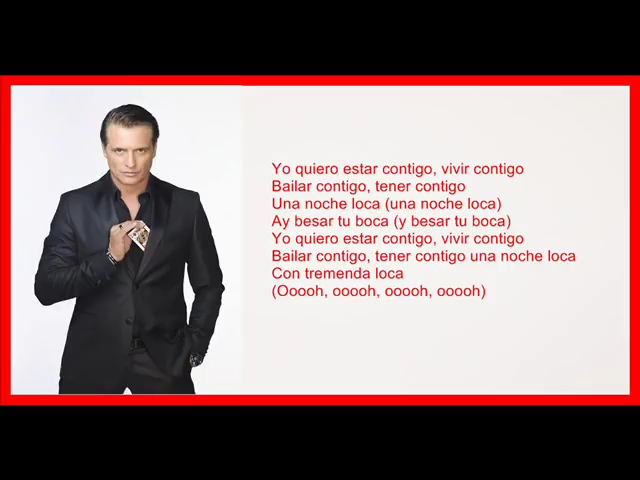 Yo quiero estar contigo, vivir contigo
Bailar contigo, tener contigo
Una noche loca (una noche loca)
Ay besar tu boca (y besar tu boca)
Yo quiero estar contigo, vivir contigo
Bailar contigo, tener contigo una noche loca
Con tremenda loca
(Ooooh, ooooh, ooooh, ooooh)